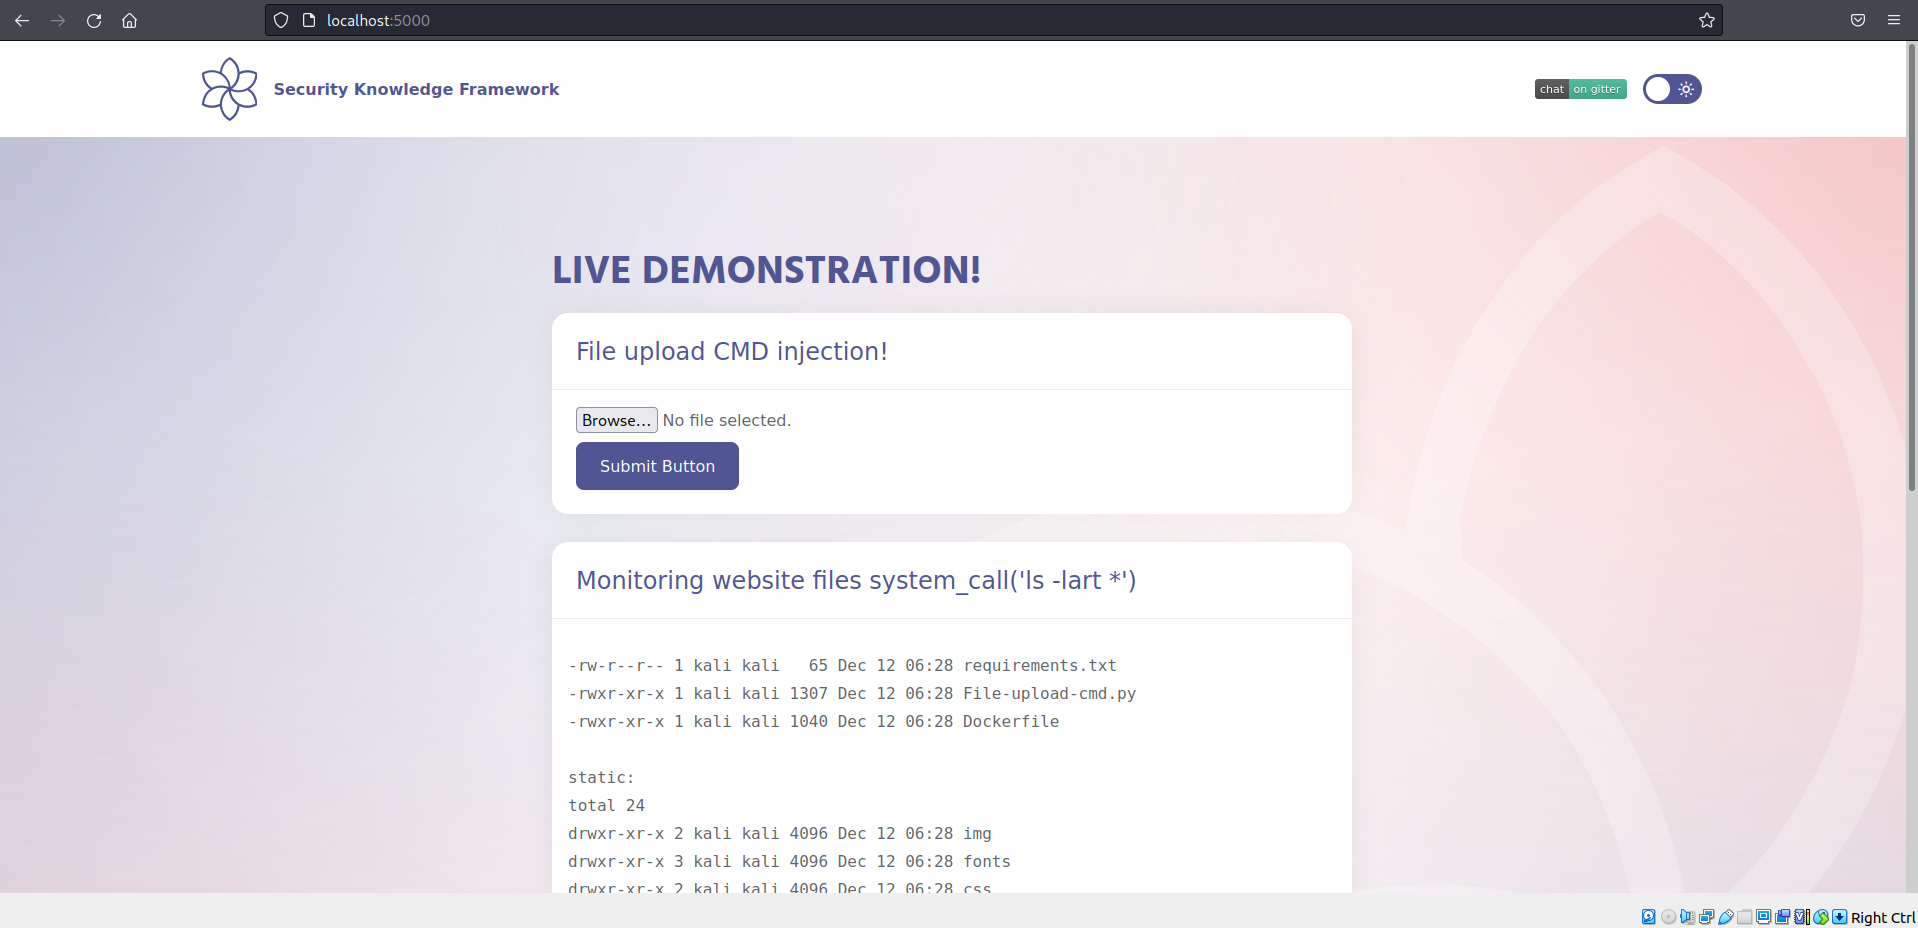 localhost:5000
Security Knowledge Framework
chat on gitter
LIVE DEMONSTRATION!
File upload CMD injection!
Browse... No file selected.
Submit Button
Monitoring website files system_call('ls -lart *')
-rw-r--r-- 1 kali kali   65 Dec 12 06:28 requirements.txt
-rwxr-xr-x 1 kali kali 1307 Dec 12 06:28 File-upload-cmd.py
-rwxr-xr-x 1 kali kali 1040 Dec 12 06:28 Dockerfile
static:
total 24
drwxr-xr-x 2 kali kali 4096 Dec 12 06:28 img
drwxr-xr-x 3 kali kali 4096 Dec 12 06:28 fonts
drwxr-xr-x 2 kali kali 4096 Dec 12 06:28 css
Right Ctrl